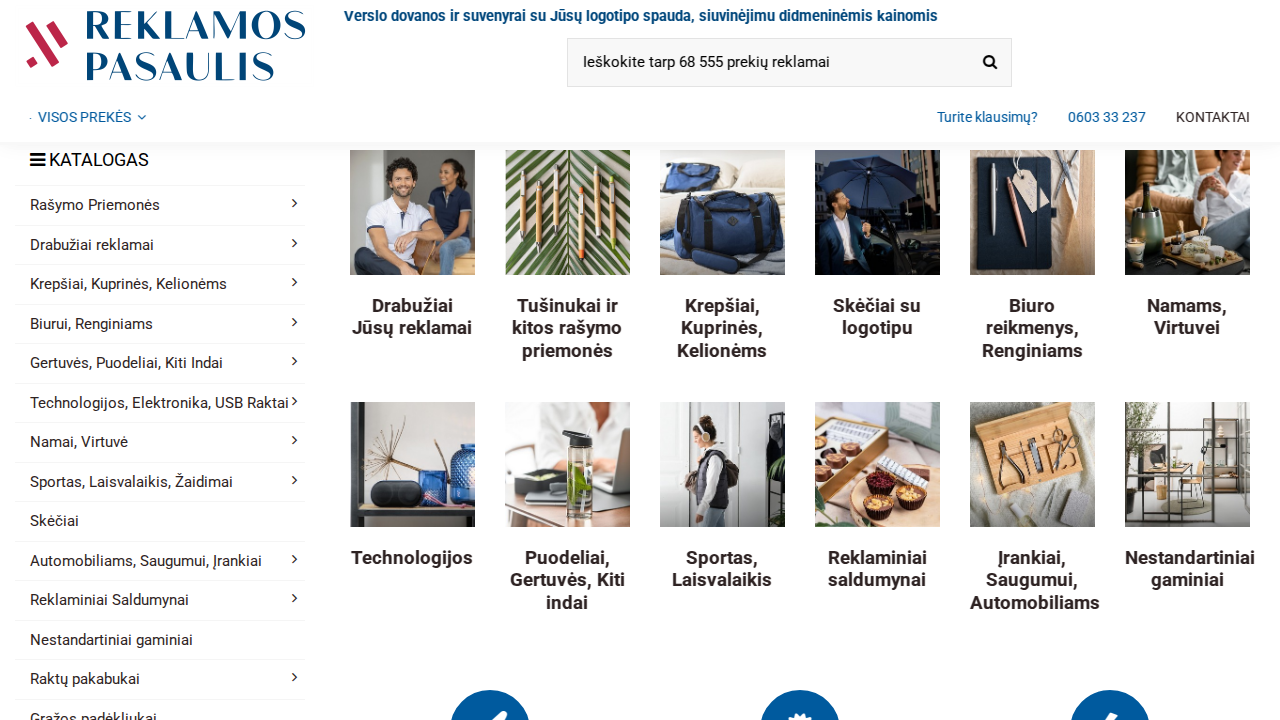 REKLAMOS
PASAULIS
Verslo dovanos ir suvenyrai su Jūsų logotipo spauda, siuvinėjimu didmeninėmis kainomis
Ieškokite tarp 68 555 prekių reklamai
· VISOS PREKĖS
Turite klausimų?
0603 33 237
KONTAKTAI
KATALOGAS
Rašymo Priemonės
Drabužiai reklamai
Krepšiai, Kuprinės, Kelionėms
Biurui, Renginiams
Gertuvės, Puodeliai, Kiti Indai
Technologijos, Elektronika, USB Raktai
Namai, Virtuvė
Sportas, Laisvalaikis, Žaidimai
Skėčiai
Automobiliams, Saugumui, Įrankiai
Reklaminiai Saldumynai
Nestandartiniai gaminiai
Raktų pakabukai
Gražos padėkliukai
Drabužiai
Jūsų reklamai
Tušinukai ir
kitos rašymo
priemonės
Krepšiai,
Kuprinės,
Kelionėms
Skėčiai su
logotipu
Biuro
reikmenys,
Renginiams
Namams,
Virtuvei
Technologijos
Puodeliai,
Gertuvės, Kiti
indai
Sportas,
Laisvalaikis
Reklaminiai
saldumynai
Įrankiai,
Saugumui,
Automobiliams
Nestandartiniai
gaminiai